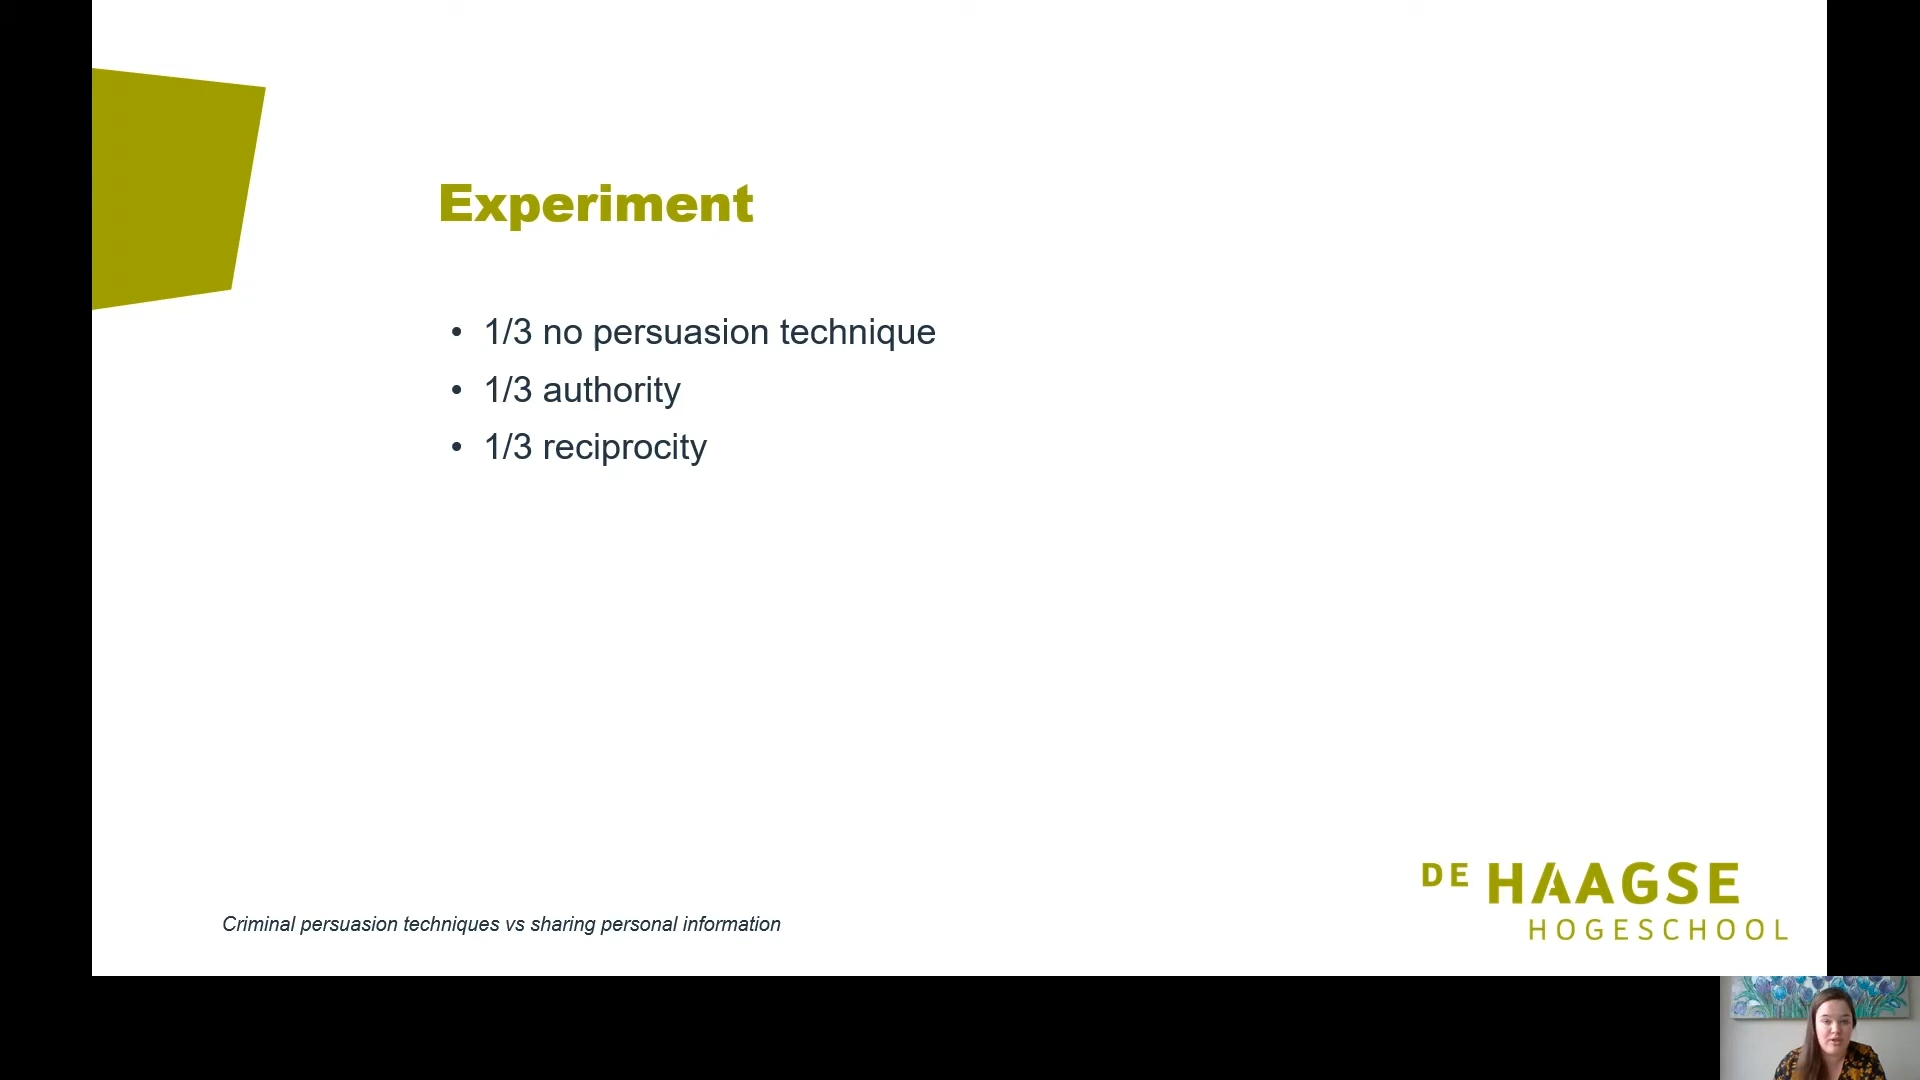 Experiment
• 1/3 no persuasion technique
• 1/3 authority
• 1/3 reciprocity
Criminal persuasion techniques vs sharing personal information
DE HAAGSE
HOGESCHOOL